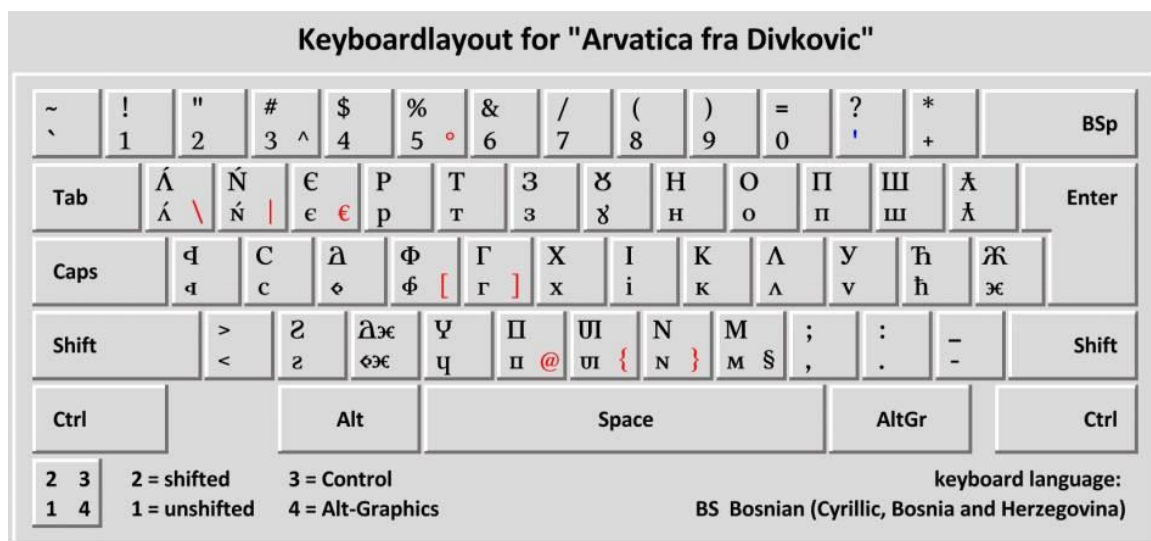 Keyboardlayout for "Arvatica fra Divkovic"
~ ! " # $ % & / ( ) = ? * BSp
` 1 2 3 ^ 4 5 ° 6 7 8 9 0 ' +
Tab Є Р Т З Ȣ Н О П Ш Enter
\ | є € р т з ȣ н о п ш
Caps С Ф Г Х І К Λ У Ћ Ж
с ф [ г ] х і к ʌ v ћ ж
Shift > Ч П N М ; : _ Shift
< ч п @ { N } м § , . -
Ctrl Alt Space AltGr Ctrl
2 3 2 = shifted 3 = Control keyboard language:
1 4 1 = unshifted 4 = Alt-Graphics BS Bosnian (Cyrillic, Bosnia and Herzegovina)